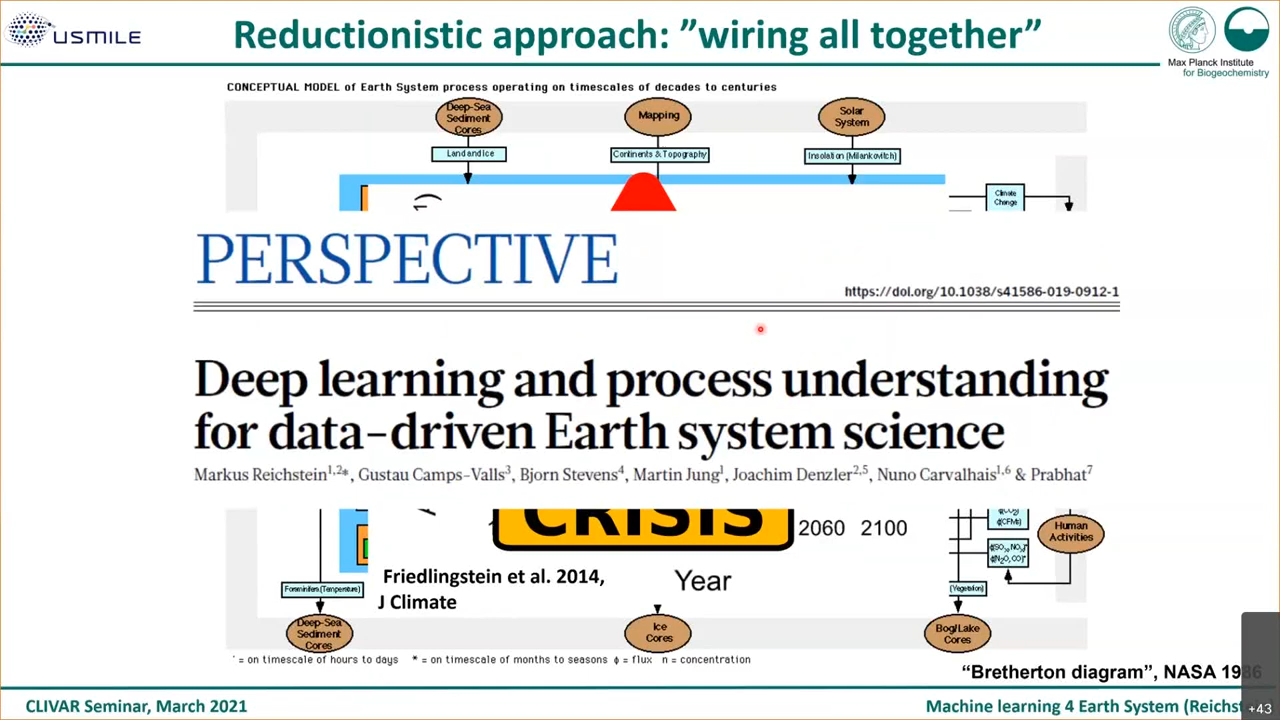 USMILE
Reductionistic approach: ”wiring all together”
Max Planck Institute
for Biogeochemistry
CONCEPTUAL MODEL of Earth System process operating on timescales of decades to centuries
Deep-Sea
Sediment
Cores
Mapping
Solar
System
Land and Ice
Continents & Topography
Insolation (Milankovitch)
Climate
Change
PERSPECTIVE
https://doi.org/10.1038/s41586-019-0912-1
Deep learning and process understanding
for data-driven Earth system science
Markus Reichstein1,2*, Gustau Camps-Valls3, Bjorn Stevens4, Martin Jung1, Joachim Denzler2,5, Nuno Carvalhais1,6 & Prabhat7
CRISIS
2060 2100
ϕ(CFMs)
Human
Activities
Friedlingstein et al. 2014,
J Climate
Year
Foraminifera (Temperature)
(Vegetation)
Deep-Sea
Sediment
Cores
Ice
Cores
Bog/Lake
Cores
' = on timescale of hours to days * = on timescale of months to seasons ϕ = flux n = concentration
“Bretherton diagram”, NASA 1986
CLIVAR Seminar, March 2021
Machine learning 4 Earth System (Reichst
+43